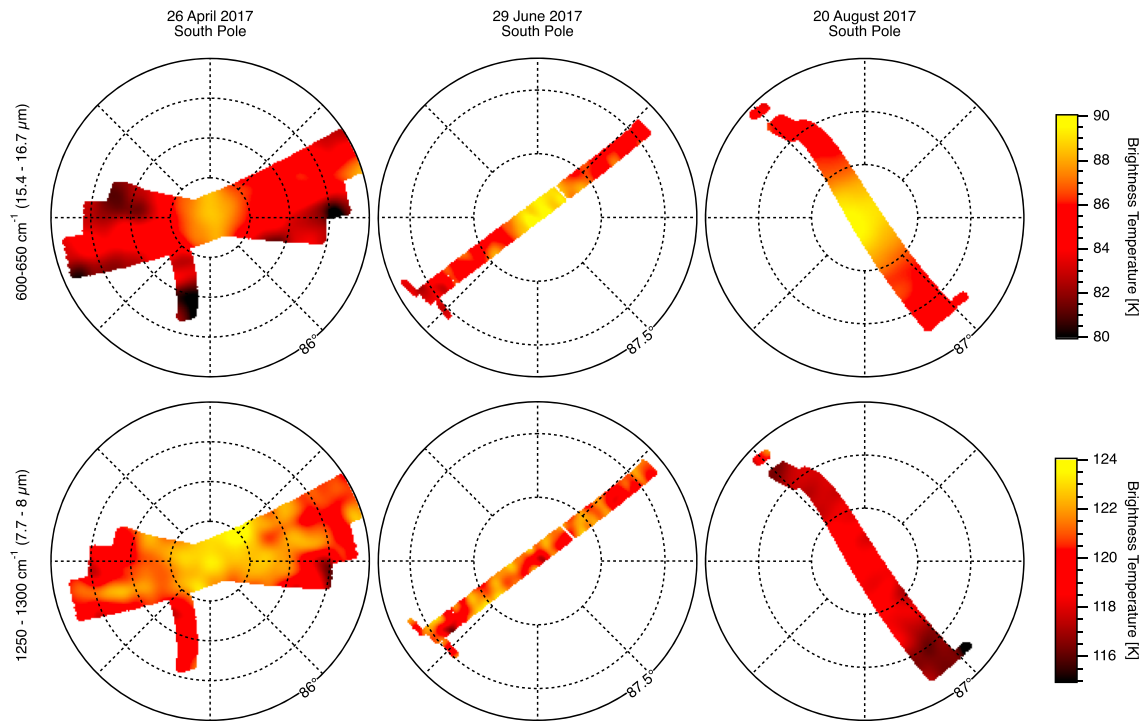 26 April 2017
South Pole
29 June 2017
South Pole
20 August 2017
South Pole
600-650 cm⁻¹ (15.4 - 16.7 µm)
86°
87.5°
87°
90
88
86
84
82
80
Brightness Temperature [K]
1250 - 1300 cm⁻¹ (7.7 - 8 µm)
86°
87.5°
87°
124
122
120
118
116
Brightness Temperature [K]